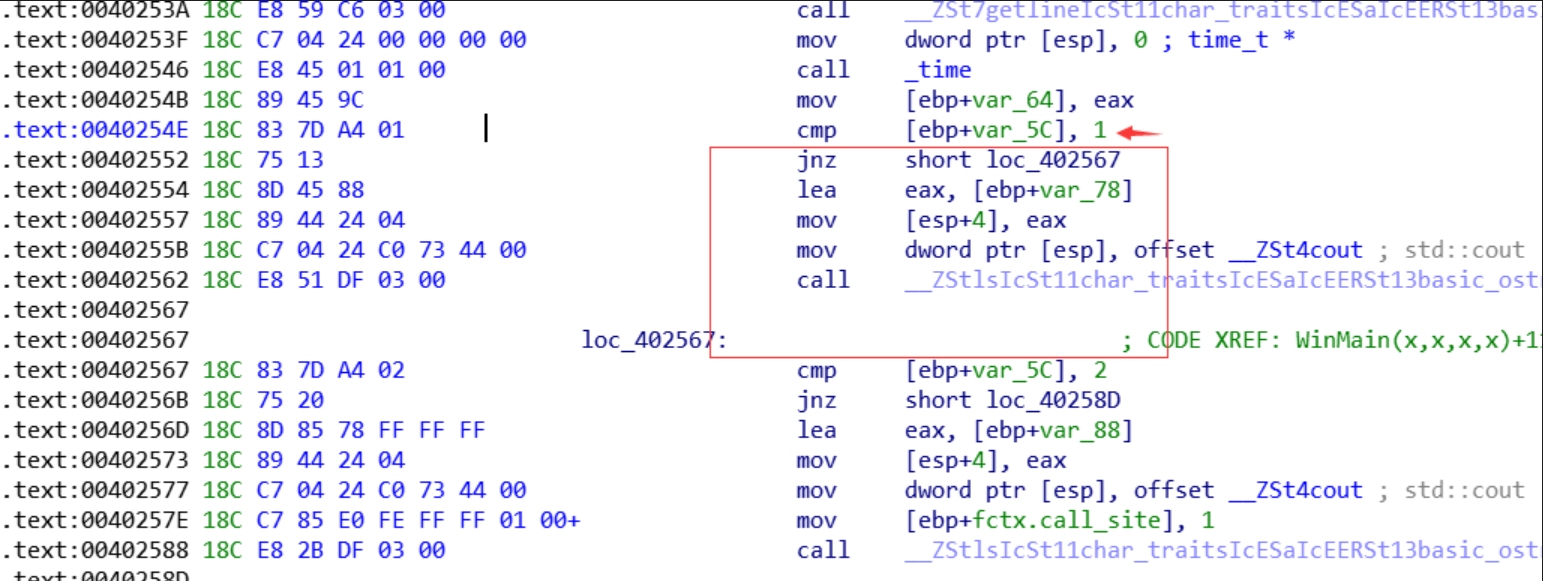 .text:0040253A 18C E8 59 C6 03 00 call __ZSt7getlineIcSt11char_traitsIcESaIcEERSt13bas
.text:0040253F 18C C7 04 24 00 00 00 00 mov dword ptr [esp], 0 ; time_t *
.text:00402546 18C E8 45 01 01 00 call _time
.text:0040254B 18C 89 45 9C mov [ebp+var_64], eax
.text:0040254E 18C 83 7D A4 01 cmp [ebp+var_5C], 1
.text:00402552 18C 75 13 jnz short loc_402567
.text:00402554 18C 8D 45 88 lea eax, [ebp+var_78]
.text:00402557 18C 89 44 24 04 mov [esp+4], eax
.text:0040255B 18C C7 04 24 C0 73 44 00 mov dword ptr [esp], offset __ZSt4cout ; std::cout
.text:00402562 18C E8 51 DF 03 00 call __ZStlsIcSt11char_traitsIcESaIcEERSt13basic_ost
.text:00402567
.text:00402567 loc_402567: ; CODE XREF: WinMain(x,x,x,x)+1
.text:00402567 18C 83 7D A4 02 cmp [ebp+var_5C], 2
.text:0040256B 18C 75 20 jnz short loc_40258D
.text:0040256D 18C 8D 85 78 FF FF FF lea eax, [ebp+var_88]
.text:00402573 18C 89 44 24 04 mov [esp+4], eax
.text:00402577 18C C7 04 24 C0 73 44 00 mov dword ptr [esp], offset __ZSt4cout ; std::cout
.text:0040257E 18C C7 85 E0 FE FF FF 01 00+ mov [ebp+fctx.call_site], 1
.text:00402588 18C E8 2B DF 03 00 call __ZStlsIcSt11char_traitsIcESaIcEERSt13basic_ost
.text:0040258D